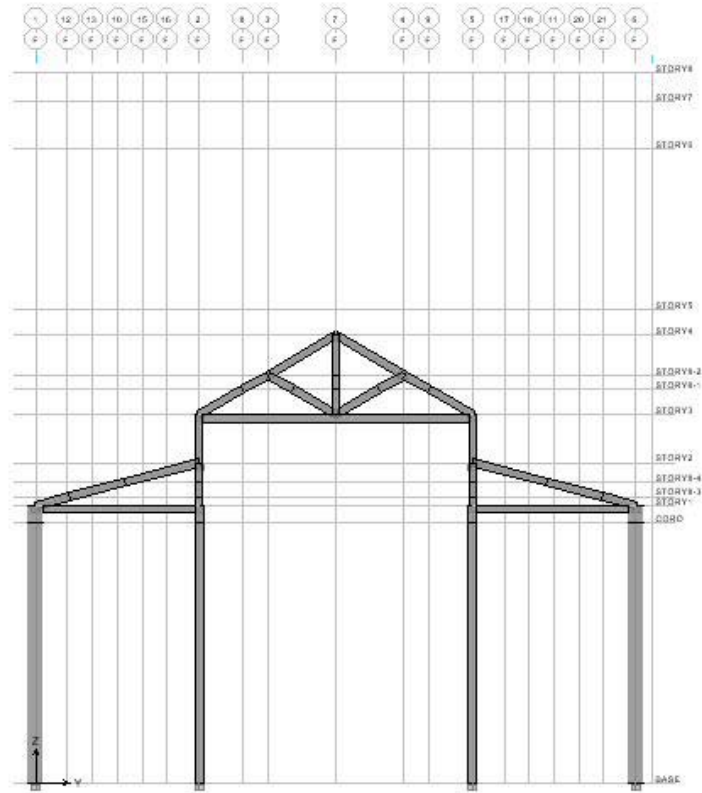 1 12 13 10 15 16 2 8 3 7 4 9 5 17 18 11 20 21 6
F F F F F F F F F F F F F F F F F F F
STORY8
STORY7
STORY6
STORY5
STORY4
STORY3
STORY2
STORY1
CORO
Z
Y
BASE